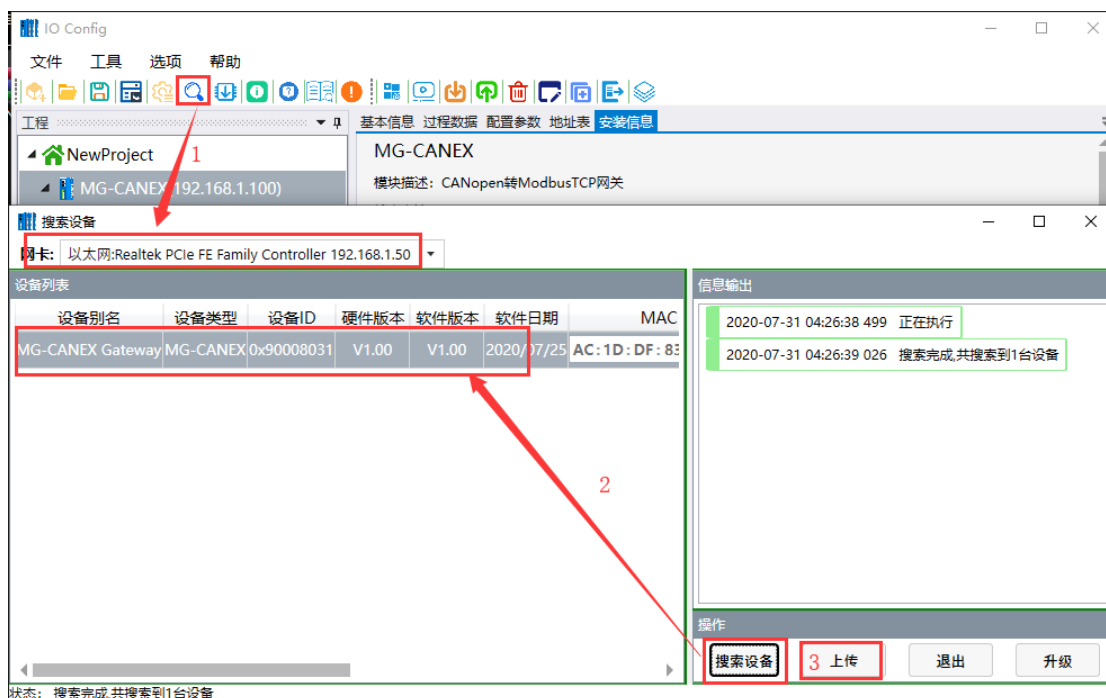 IO Config
文件 工具 选项 帮助
工程
基本信息 过程数据 配置参数 地址表 安装信息
NewProject
1
MG-CANEX
MG-CANEX(192.168.1.100)
模块描述：CANopen转ModbusTCP网关
搜索设备
网卡: 以太网:Realtek PCIe FE Family Controller 192.168.1.50
设备列表
信息输出
设备别名 设备类型 设备ID 硬件版本 软件版本 软件日期 MAC
MG-CANEX Gateway MG-CANEX 0x90008031 V1.00 V1.00 2020/07/25 AC:1D:DF:83
2020-07-31 04:26:38 499 正在执行
2020-07-31 04:26:39 026 搜索完成,共搜索到1台设备
2
操作
搜索设备 3 上传 退出 升级
状态: 搜索完成,共搜索到1台设备